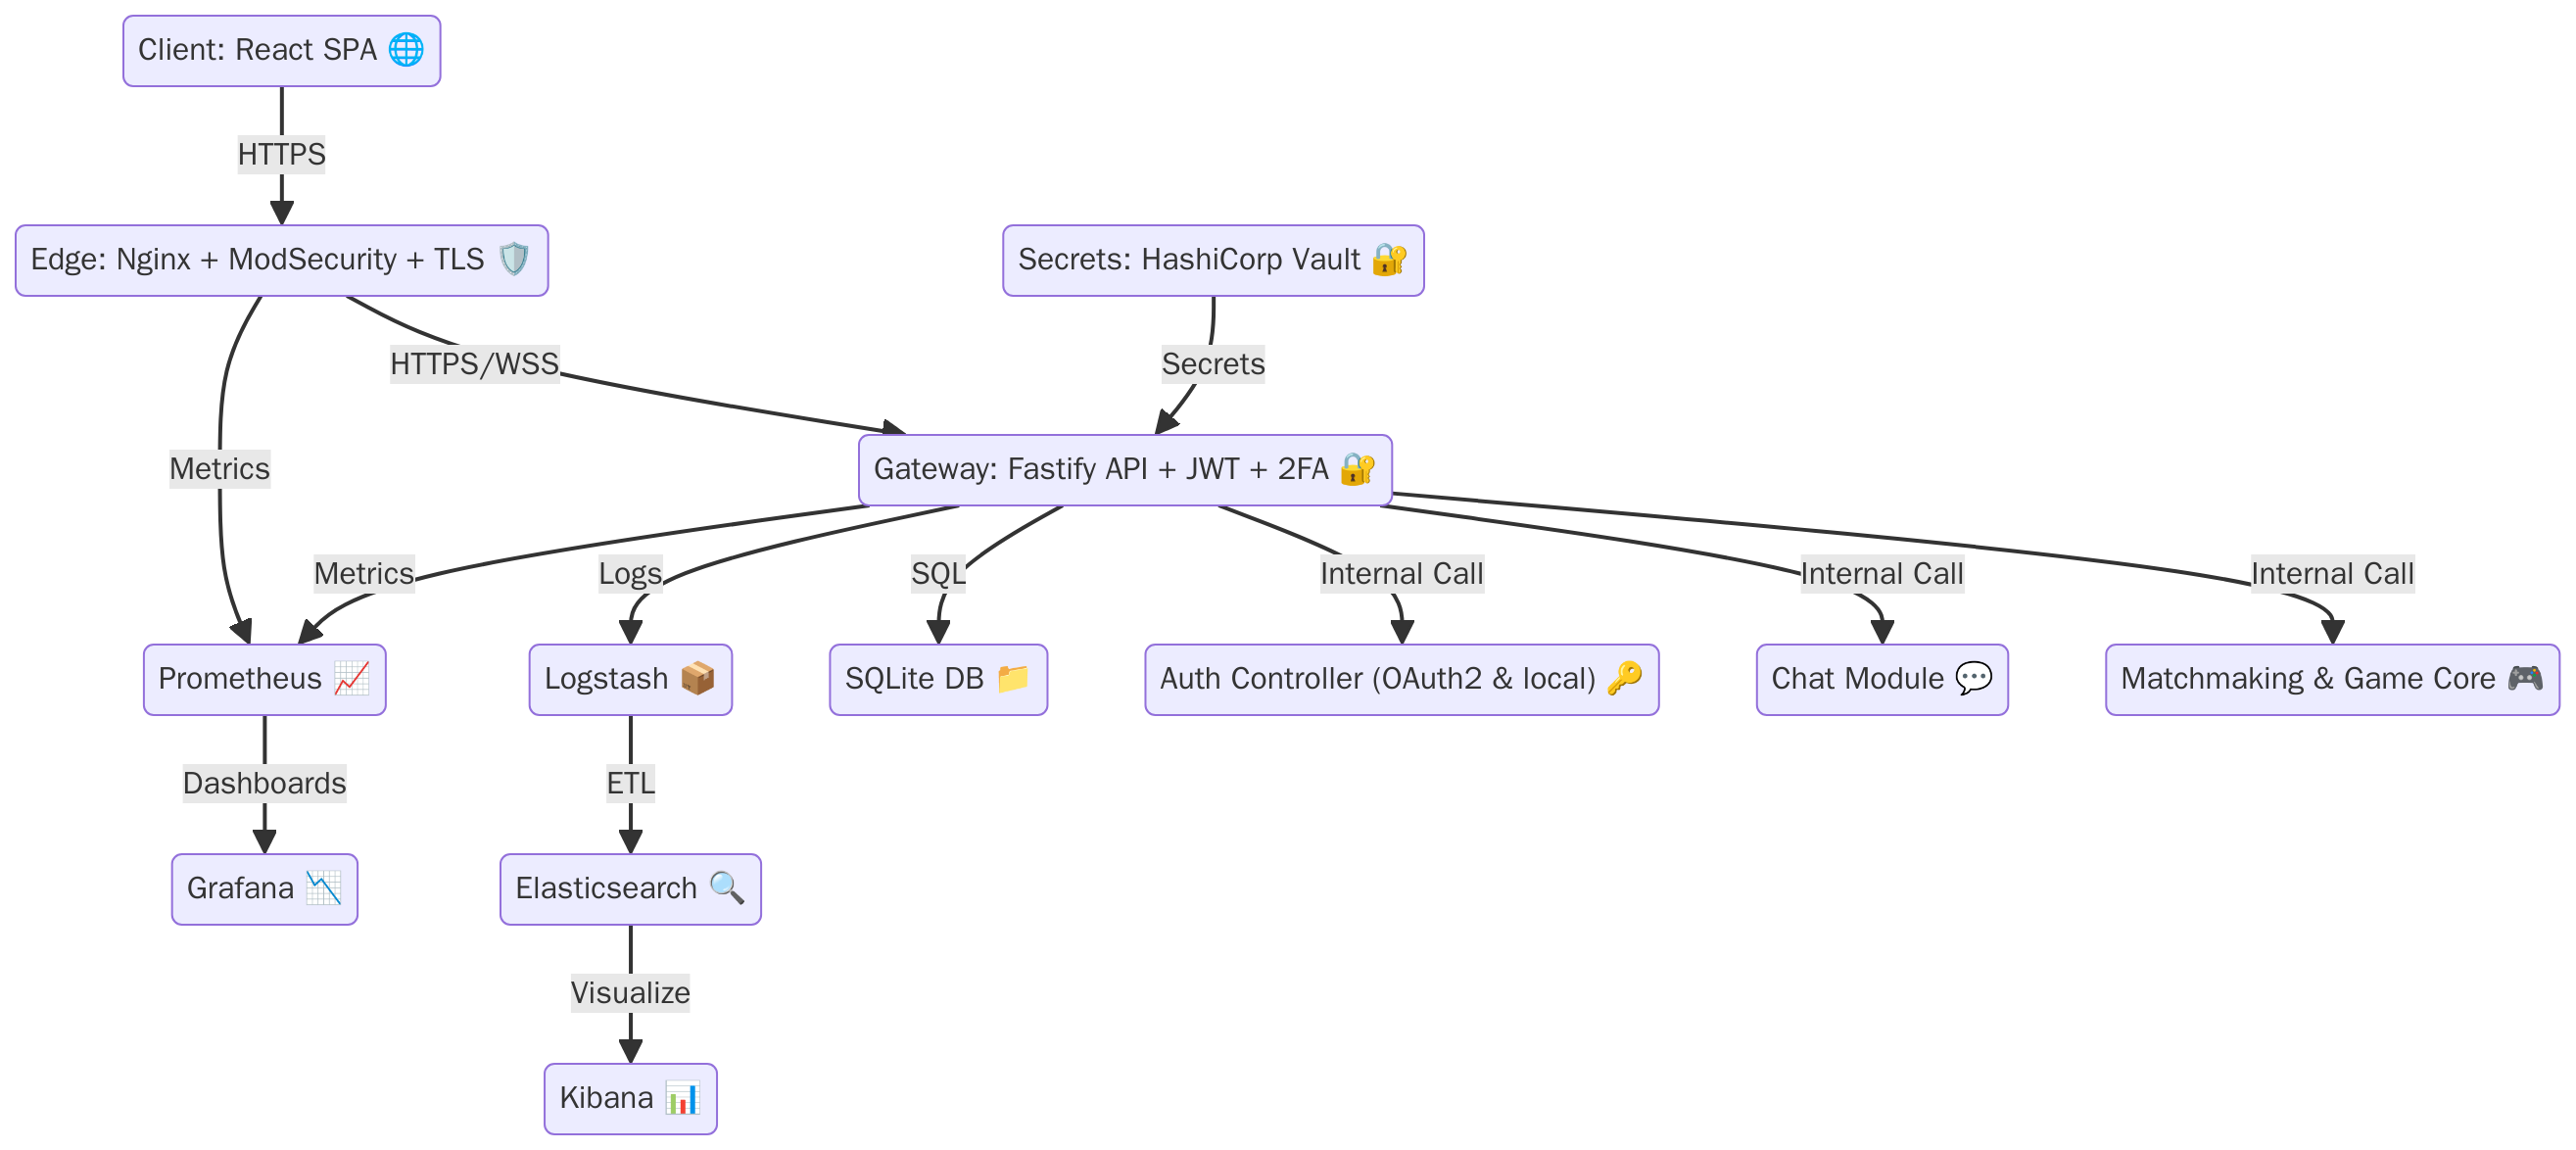 Client: React SPA 🌐
HTTPS
Edge: Nginx + ModSecurity + TLS 🛡️
Secrets: HashiCorp Vault 🔐
HTTPS/WSS
Secrets
Metrics
Gateway: Fastify API + JWT + 2FA 🔐
Metrics
Logs
SQL
Internal Call
Internal Call
Internal Call
Prometheus 📈
Logstash 📦
SQLite DB 📁
Auth Controller (OAuth2 & local) 🔑
Chat Module 💬
Matchmaking & Game Core 🎮
Dashboards
ETL
Grafana 📉
Elasticsearch 🔍
Visualize
Kibana 📊